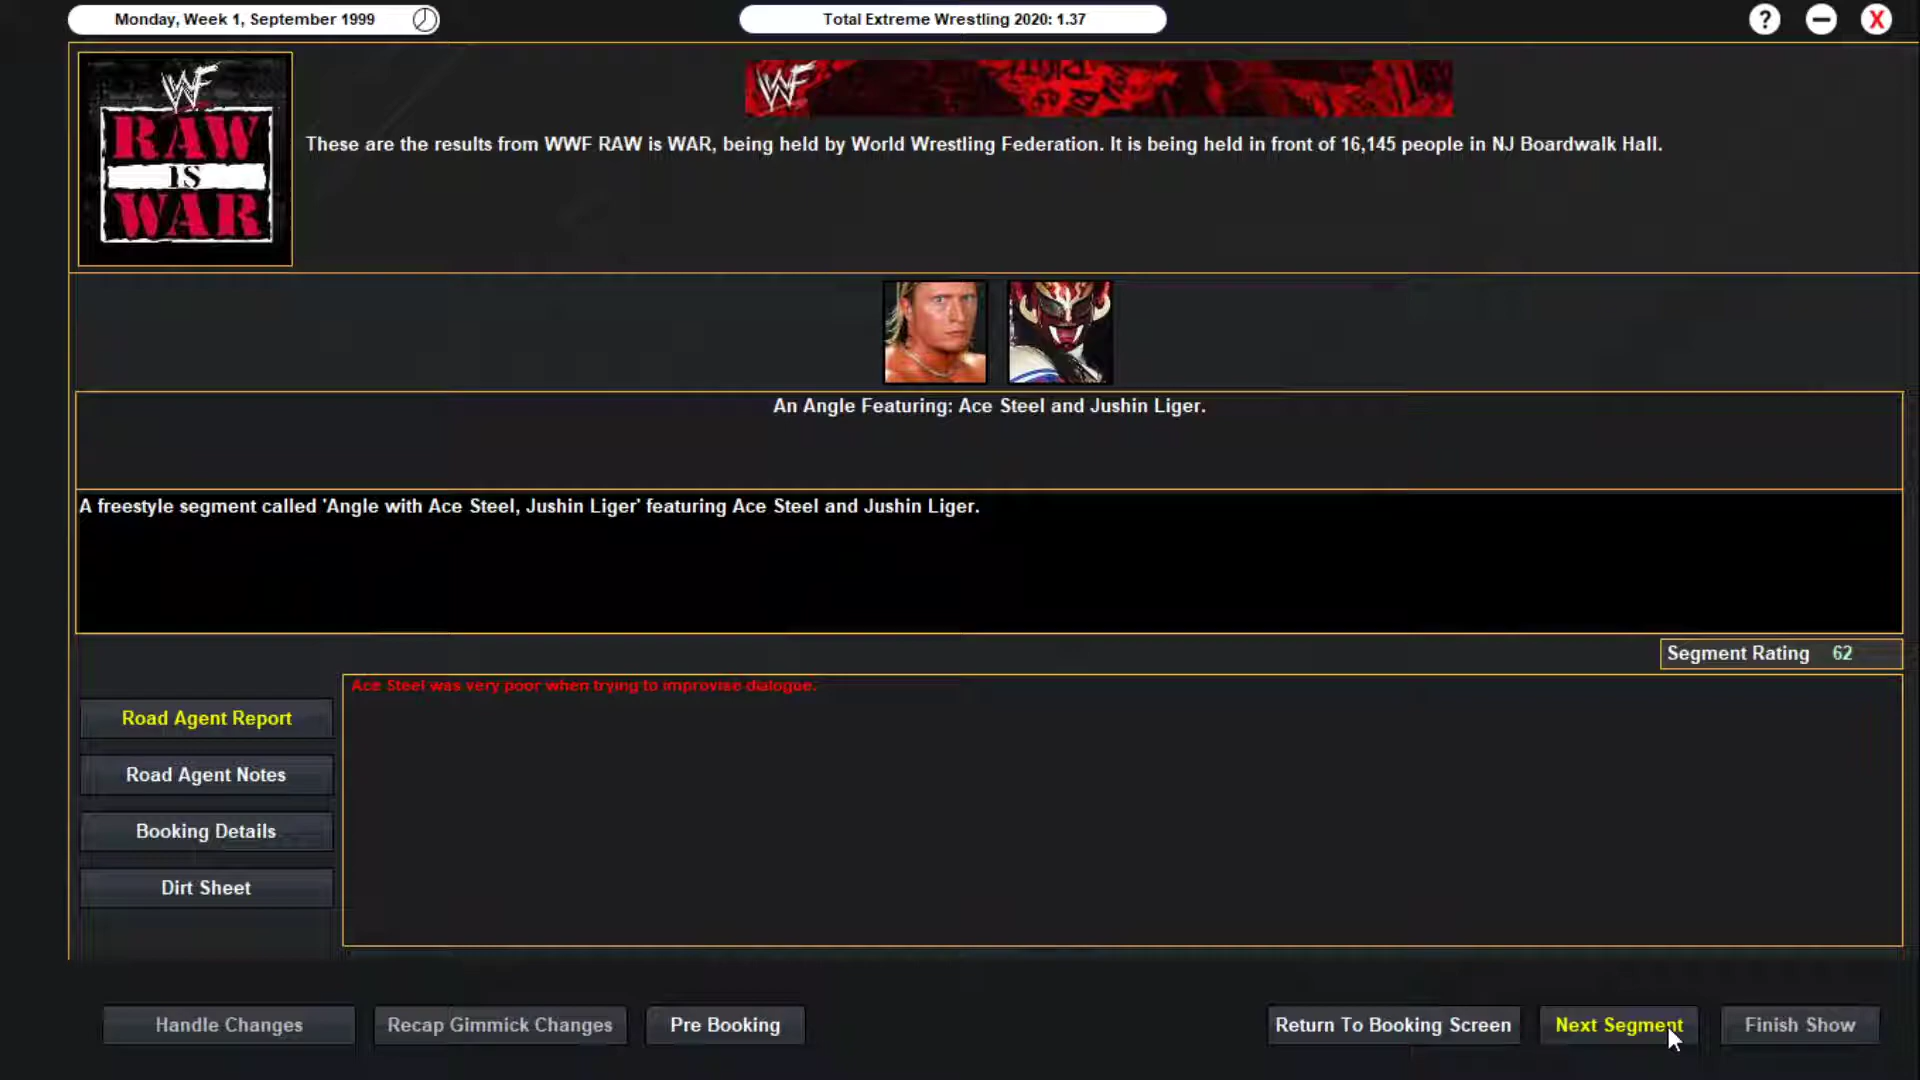 Monday, Week 1, September 1999
Total Extreme Wrestling 2020: 1.37
?
X
WF
RAW
IS
WAR
WF
These are the results from WWF RAW is WAR, being held by World Wrestling Federation. It is being held in front of 16,145 people in NJ Boardwalk Hall.
An Angle Featuring: Ace Steel and Jushin Liger.
A freestyle segment called 'Angle with Ace Steel, Jushin Liger' featuring Ace Steel and Jushin Liger.
Segment Rating 62
Ace Steel was very poor when trying to improvise dialogue.
Road Agent Report
Road Agent Notes
Booking Details
Dirt Sheet
Handle Changes
Recap Gimmick Changes
Pre Booking
Return To Booking Screen
Next Segment
Finish Show